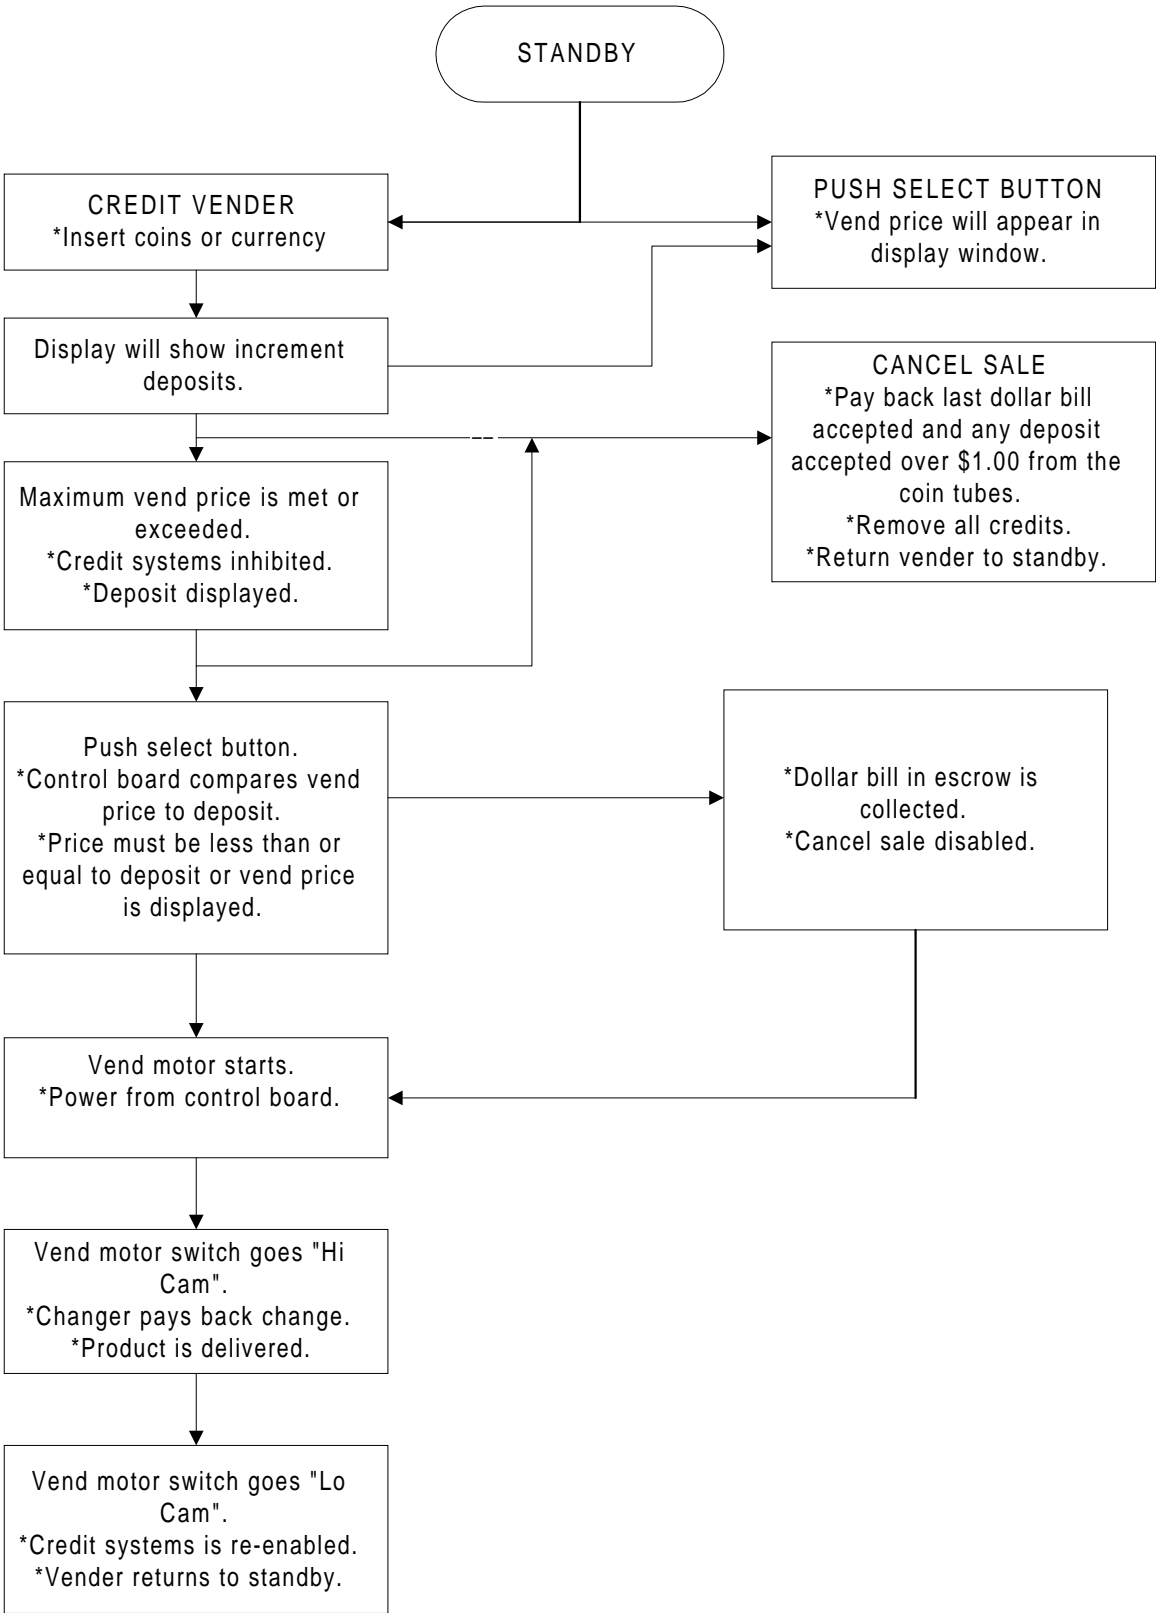 STANDBY
CREDIT VENDER
*Insert coins or currency
PUSH SELECT BUTTON
*Vend price will appear in
display window.
Display will show increment
deposits.
CANCEL SALE
*Pay back last dollar bill
accepted and any deposit
accepted over $1.00 from the
coin tubes.
*Remove all credits.
*Return vender to standby.
Maximum vend price is met or
exceeded.
*Credit systems inhibited.
*Deposit displayed.
Push select button.
*Control board compares vend
price to deposit.
*Price must be less than or
equal to deposit or vend price
is displayed.
*Dollar bill in escrow is
collected.
*Cancel sale disabled.
Vend motor starts.
*Power from control board.
Vend motor switch goes "Hi
Cam".
*Changer pays back change.
*Product is delivered.
Vend motor switch goes "Lo
Cam".
*Credit systems is re-enabled.
*Vender returns to standby.